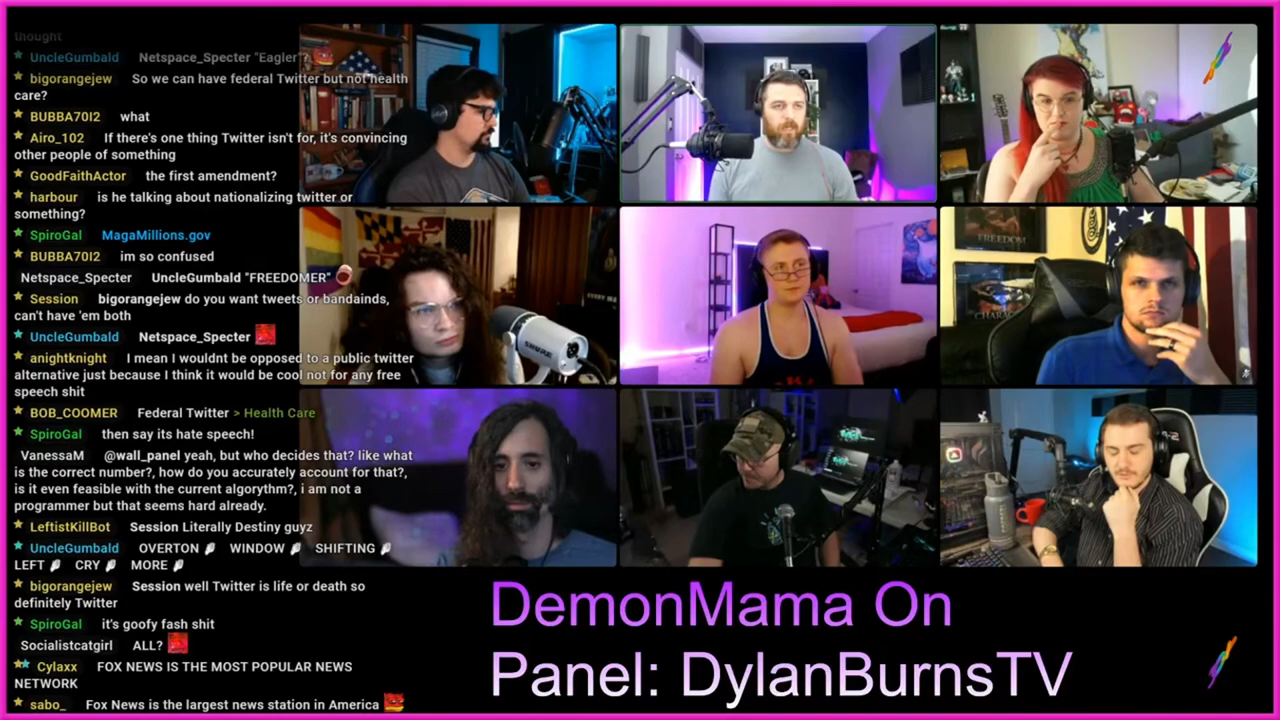 thought
UncleGumbald Netspace_Specter "Eagler"?
bigorangejew So we can have federal Twitter but not health
care?
BUBBA70I2 what
Airo_102 If there's one thing Twitter isn't for, it's convincing
other people of something
GoodFaithActor the first amendment?
harbour is he talking about nationalizing twitter or
something?
SpiroGal MagaMillions.gov
BUBBA70I2 im so confused
Netspace_Specter UncleGumbald "FREEDOMER"
Session bigorangejew do you want tweets or bandainds,
can't have 'em both
UncleGumbald Netspace_Specter
anightknight I mean I wouldnt be opposed to a public twitter
alternative just because I think it would be cool not for any free
speech shit
BOB_COOMER Federal Twitter > Health Care
SpiroGal then say its hate speech!
VanessaM @wall_panel yeah, but who decides that? like what
is the correct number?, how do you accurately account for that?,
is it even feasible with the current algorythm?, i am not a
programmer but that seems hard already.
LeftistKillBot Session Literally Destiny guyz
UncleGumbald OVERTON WINDOW SHIFTING
LEFT CRY MORE
bigorangejew Session well Twitter is life or death so
definitely Twitter
SpiroGal it's goofy fash shit
Socialistcatgirl ALL?
Cylaxx FOX NEWS IS THE MOST POPULAR NEWS
NETWORK
sabo_ Fox News is the largest news station in America
FREEDOM
SHURE
DemonMama On
Panel: DylanBurnsTV